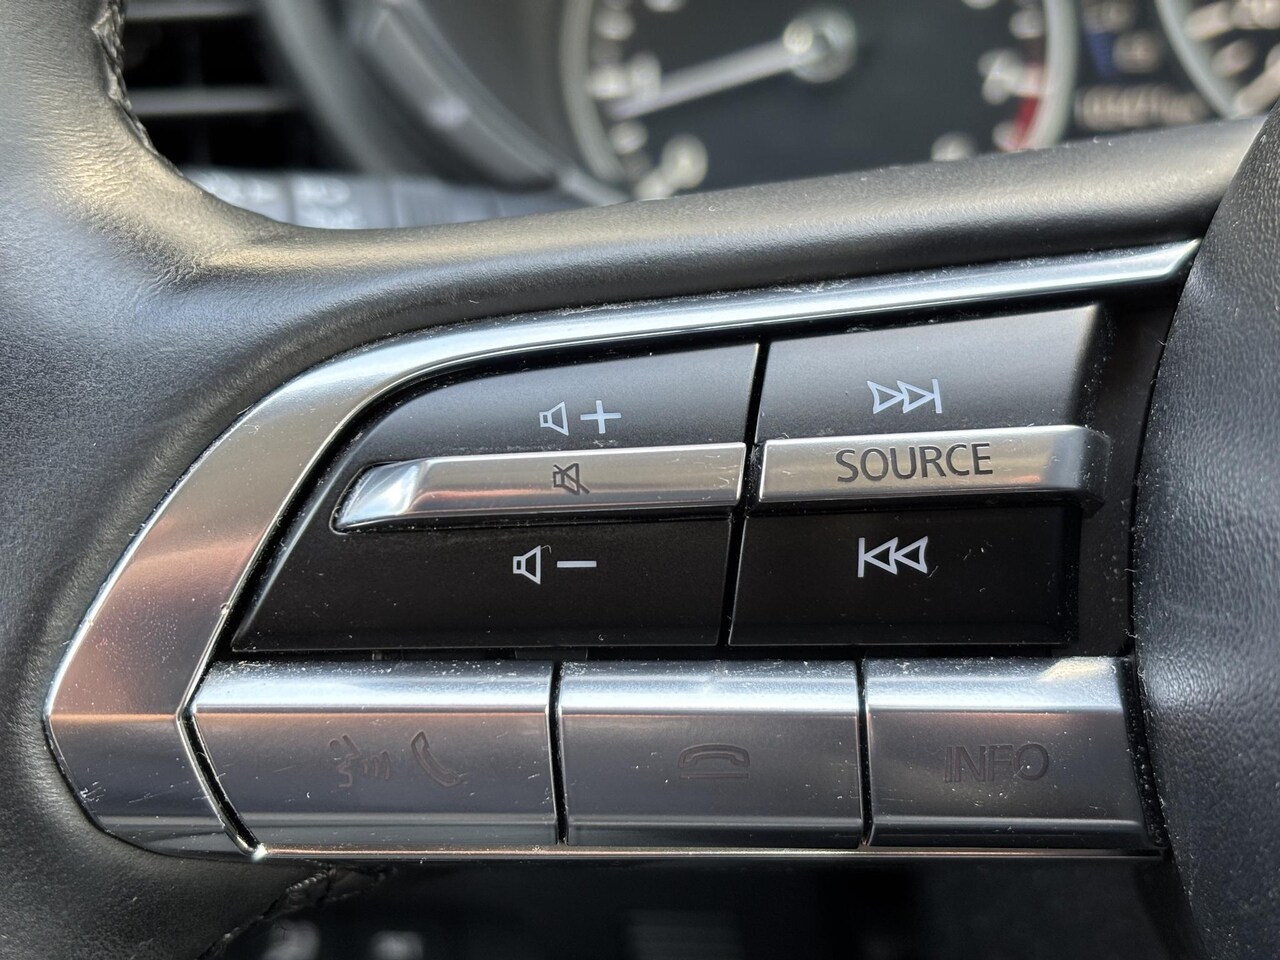 +
SOURCE
−
INFO